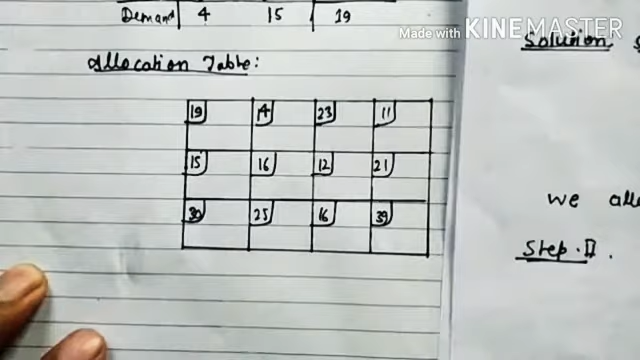 Demand 4 15 19
Made with KINEMASTER
Solution
Allocation Table:
19 14 23 11
15 16 12 21
30 25 16 39
we
Step. II.